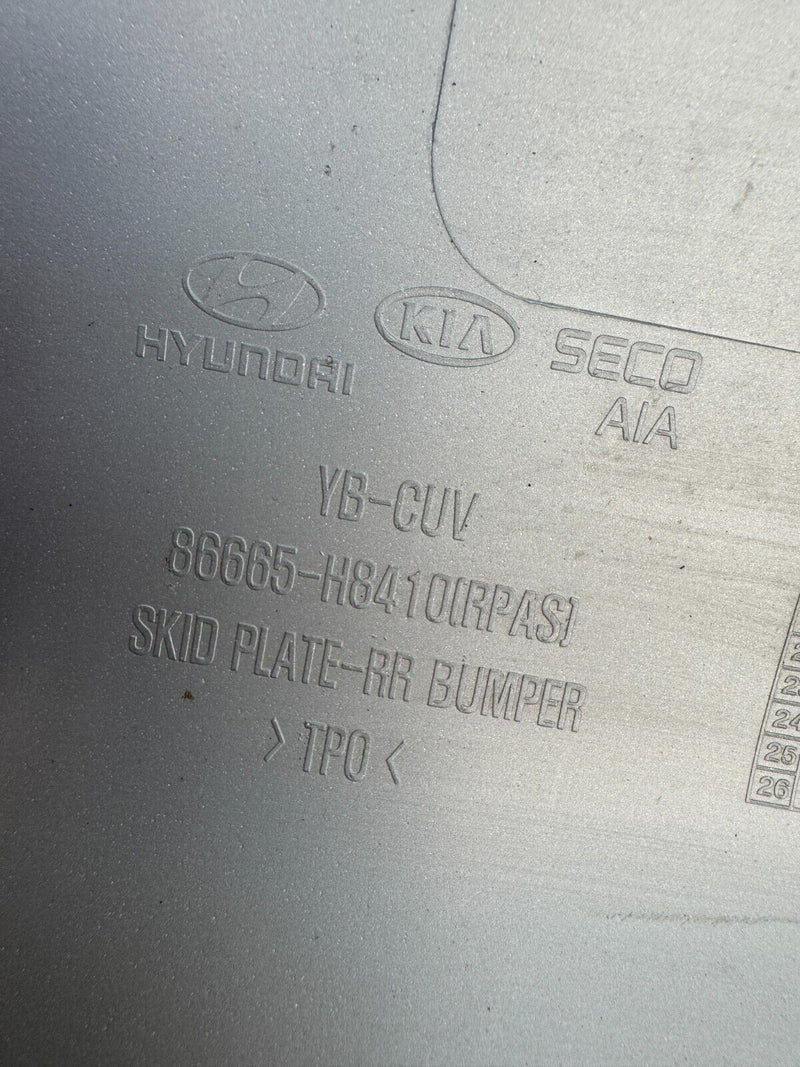 HYUNDAI
KIA
SECO
AIA
YB-CUV
86665-H8410(RPAS)
SKID PLATE-RR BUMPER
>TPO<
24
25
26